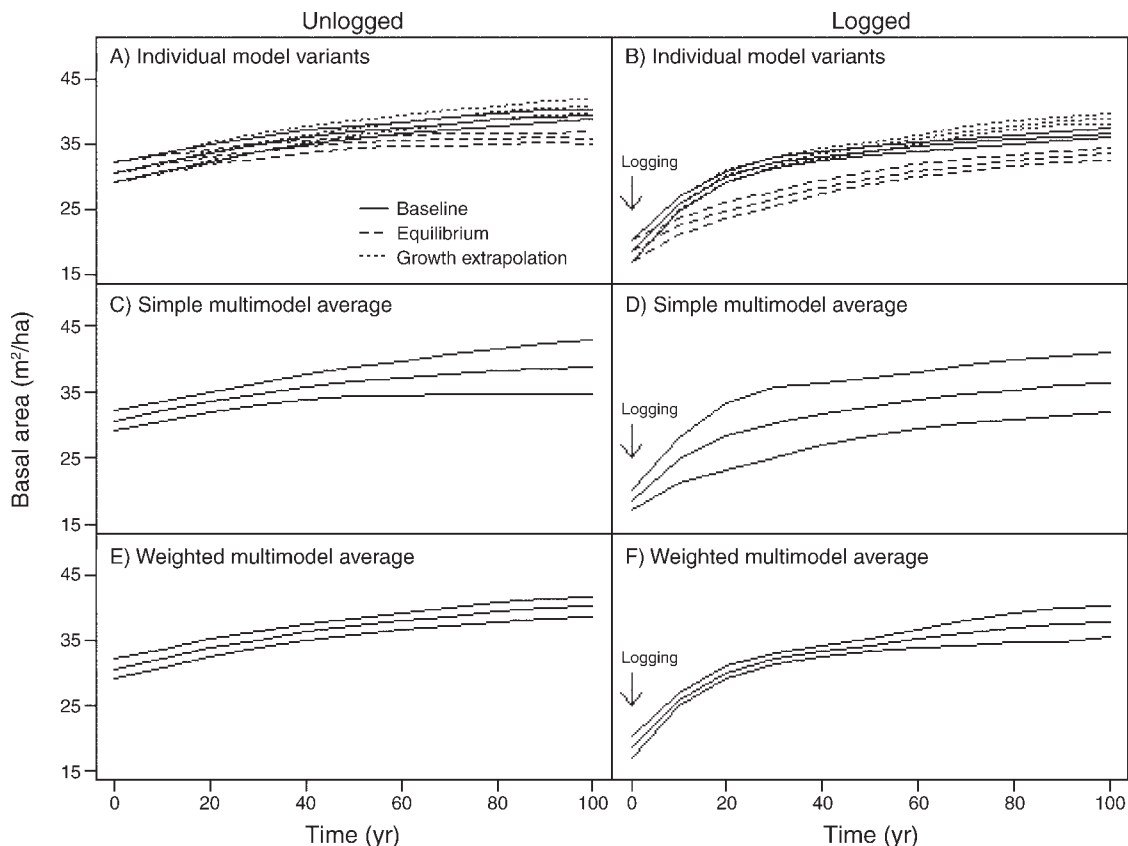 Unlogged
Logged
A) Individual model variants
B) Individual model variants
45
35
25
15
Baseline
Equilibrium
Growth extrapolation
Logging
C) Simple multimodel average
D) Simple multimodel average
45
35
25
15
Logging
Basal area (m²/ha)
E) Weighted multimodel average
F) Weighted multimodel average
45
35
25
15
Logging
0 20 40 60 80 100
0 20 40 60 80 100
Time (yr)
Time (yr)